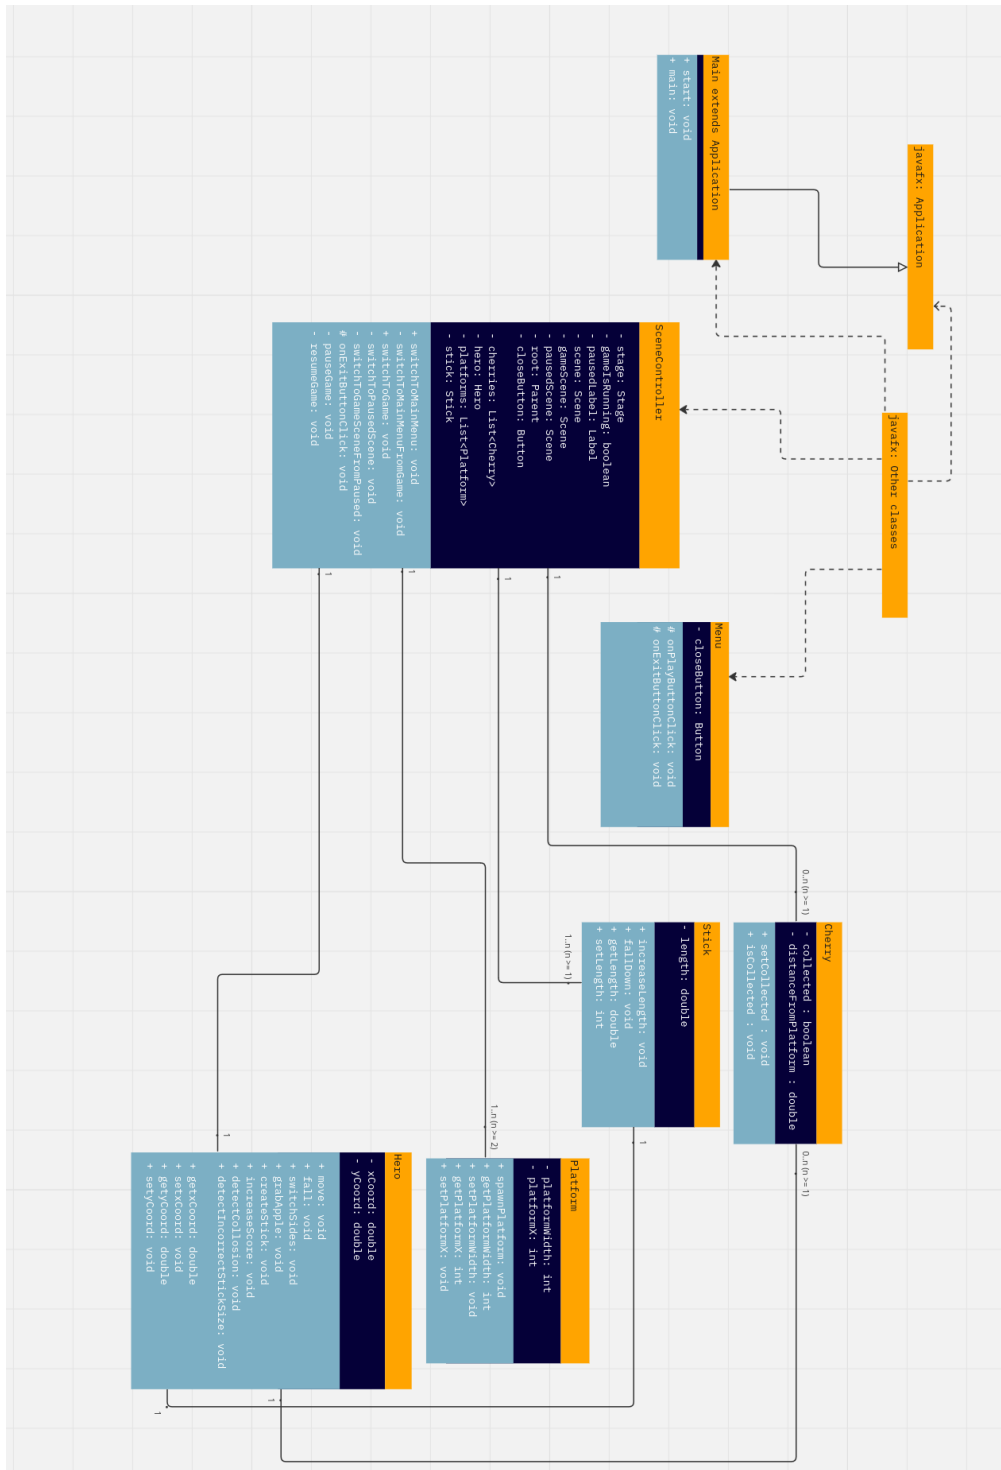 javafx: Application
Main extends Application
+ start: void
+ main: void
javafx: Other classes
SceneController
- stage: Stage
- gameIsRunning: boolean
- pausedLabel: Label
- scene: Scene
- gameScene: Scene
- pausedScene: Scene
- root: Parent
- closeButton: Button
- cherries: List<Cherry>
- hero: Hero
- platforms: List<Platform>
- stick: Stick
+ switchToMainMenu: void
- switchToMainMenuFromGame: void
+ switchToGame: void
- switchToPausedScene: void
- switchToGameSceneFromPaused: void
# onExitButtonClick: void
- pauseGame: void
- resumeGame: void
1
1
1
1
Menu
- closeButton: Button
# onPlayButtonClick: void
# onExitButtonClick: void
0...n (n >= 1)
Cherry
- collected : boolean
- distanceFromPlatform : double
+ setCollected : void
+ isCollected : void
0...n (n >= 1)
1...n (n >= 1)
Stick
- length: double
+ increaseLength: void
+ fallDown: void
+ getLength: double
+ setLength: int
1
1...n (n >= 2)
Platform
- platformWidth: int
- platformX: int
+ spawnPlatform: void
+ getPlatformWidth: int
+ setPlatformWidth: void
+ getPlatformX: int
+ setPlatformX: void
1
Hero
- xCoord: double
- yCoord: double
+ move: void
+ fall: void
+ switchSides: void
+ grabApple: void
+ createStick: void
+ increaseScore: void
+ detectCollosion: void
+ detectIncorrectStickSize: void
+ getxCoord: double
+ setxCoord: void
+ getyCoord: double
+ setyCoord: void
1
1